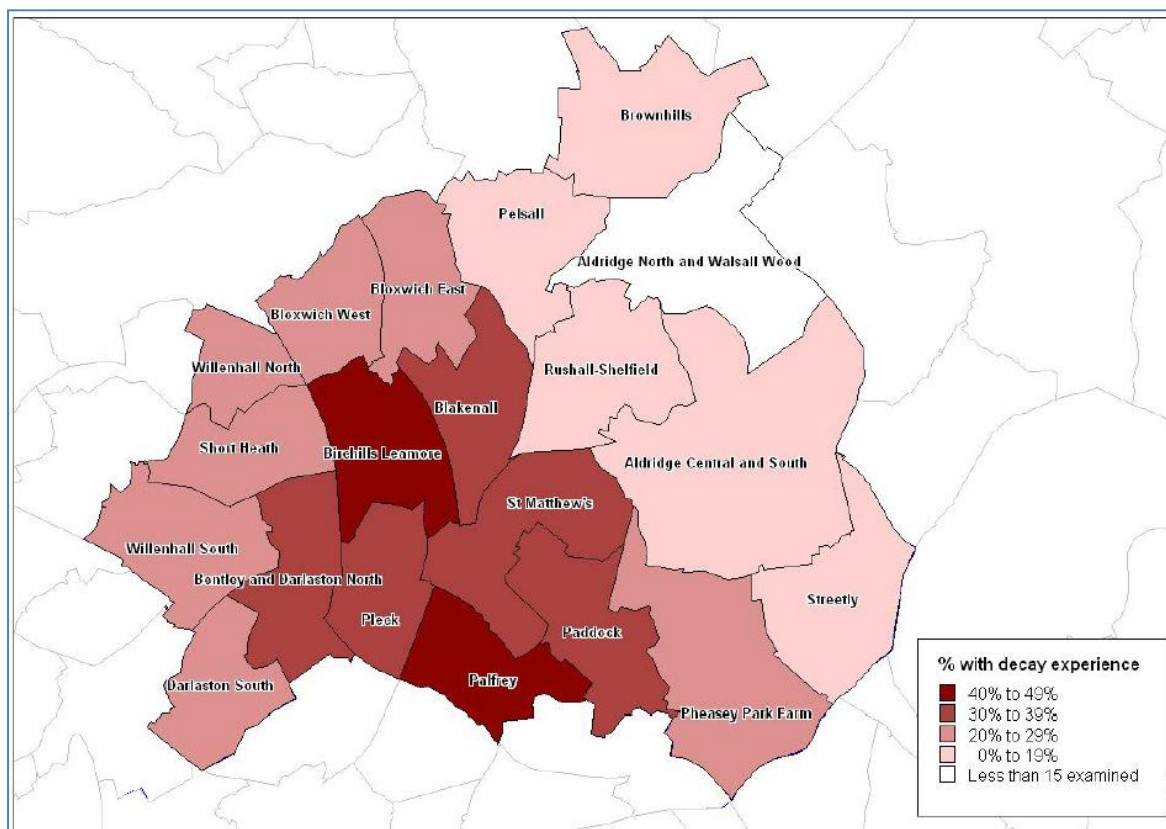 Brownhills
Pelsall
Aldridge North and Walsall Wood
Bloxwich East
Bloxwich West
Willenhall North
Rushall-Shelfield
Blakenall
Short Heath
Birchills Leamore
Aldridge Central and South
St Matthew's
Willenhall South
Bentley and Darlaston North
Streetly
Pleck
Paddock
Palfrey
Darlaston South
Pheasey Park Farm
% with decay experience
40% to 49%
30% to 39%
20% to 29%
0% to 19%
Less than 15 examined